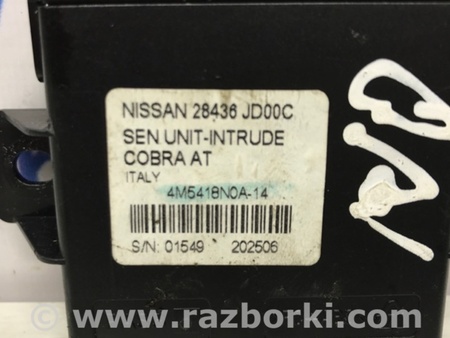 NISSAN 28436 JD00C
SEN UNIT-INTRUDE
COBRA AT
ITALY
4M5418N0A-14
S/N: 01549 202506
www.razborki.com